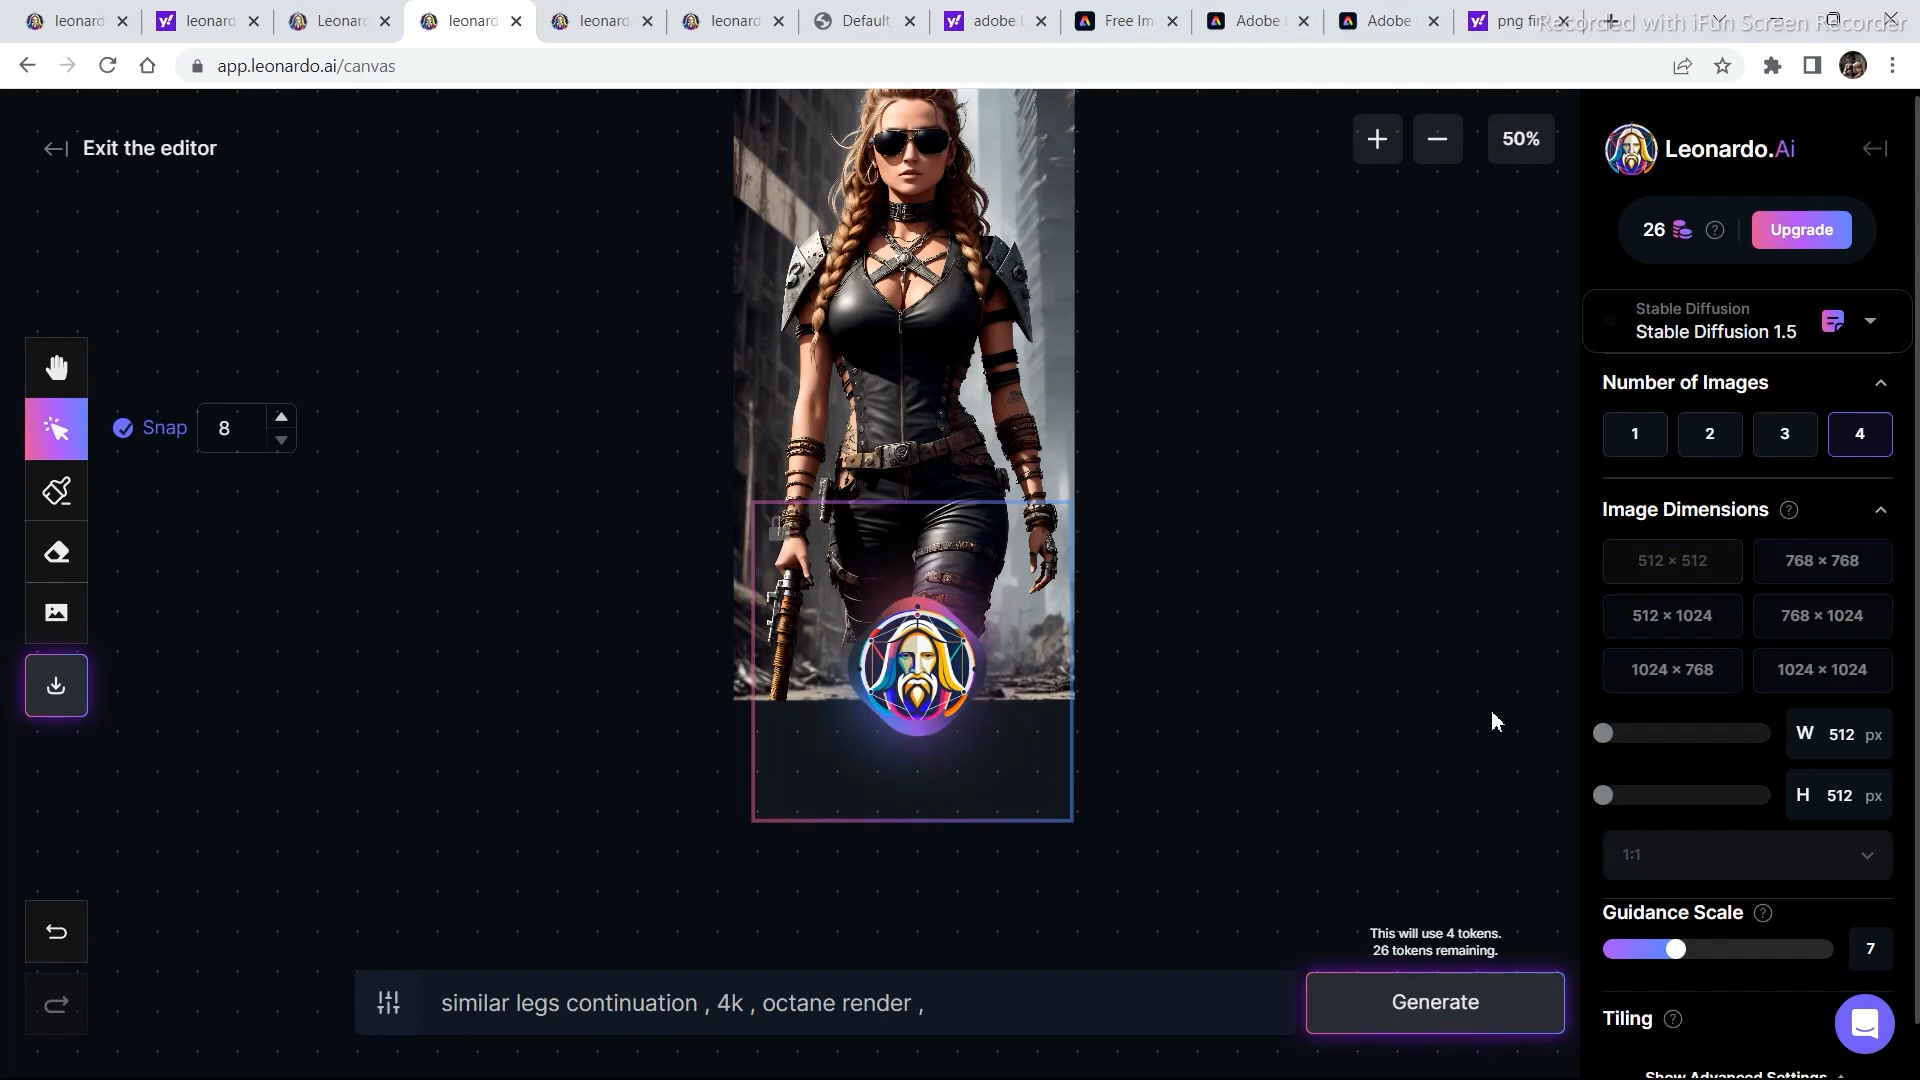 leonard
leonard
Leonard
leonard
leonard
leonard
Default_
adobe
Free Im
Adobe
Adobe
png fi
Recorded with iFun Screen Recorder
app.leonardo.ai/canvas
Exit the editor
50%
Leonardo.Ai
26
Upgrade
Stable Diffusion
Stable Diffusion 1.5
Number of Images
1
2
3
4
Snap
8
Image Dimensions
512 × 512
768 × 768
512 × 1024
768 × 1024
1024 × 768
1024 × 1024
W 512 px
H 512 px
1:1
Guidance Scale
7
This will use 4 tokens.
26 tokens remaining.
similar legs continuation , 4k , octane render ,
Generate
Tiling
Show Advanced Settings